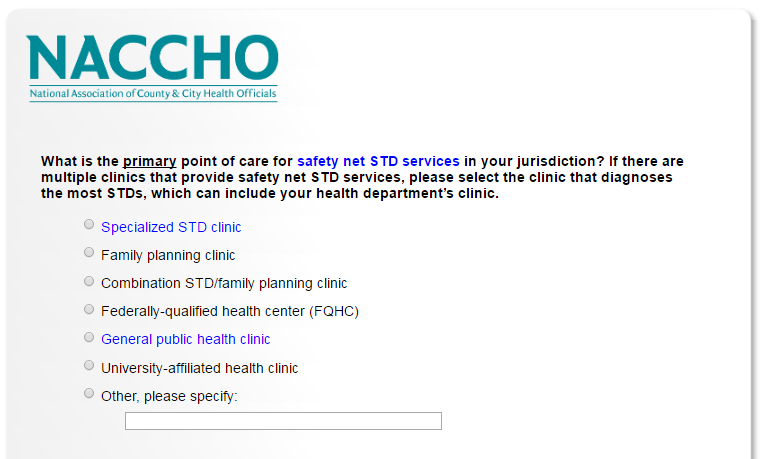 NACCHO
National Association of County & City Health Officials
What is the primary point of care for safety net STD services in your jurisdiction? If there are
multiple clinics that provide safety net STD services, please select the clinic that diagnoses
the most STDs, which can include your health department’s clinic.
Specialized STD clinic
Family planning clinic
Combination STD/family planning clinic
Federally-qualified health center (FQHC)
General public health clinic
University-affiliated health clinic
Other, please specify: